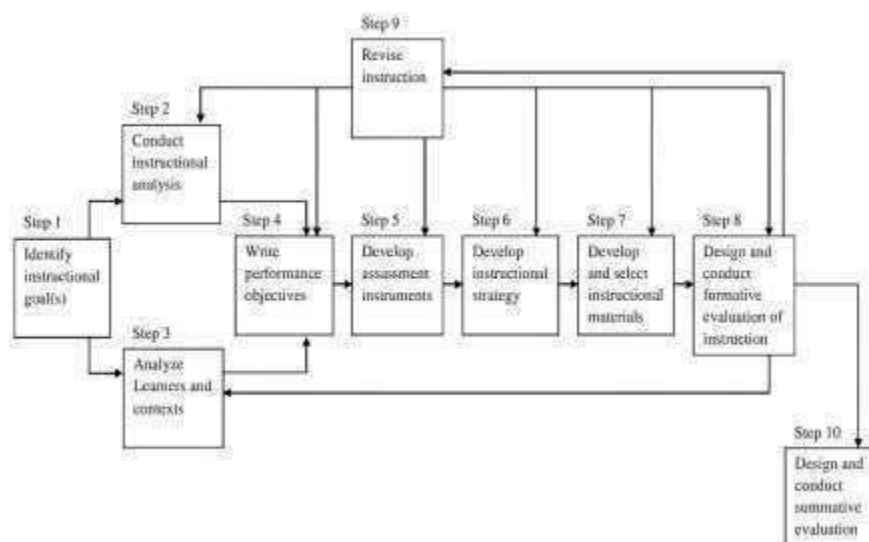 Step 9
Revise
instruction
Step 2
Conduct
instructional
analysis
Step 1
Identify
instructional
goal(s)
Step 4
Write
performance
objectives
Step 5
Develop
assassment
instruments
Step 6
Develop
instructional
strategy
Step 7
Develop
and select
instructional
materials
Step 8
Design and
conduct
formative
evaluation of
instruction
Step 3
Analyze
Learners and
contexts
Step 10
Design and
conduct
summative
evaluation